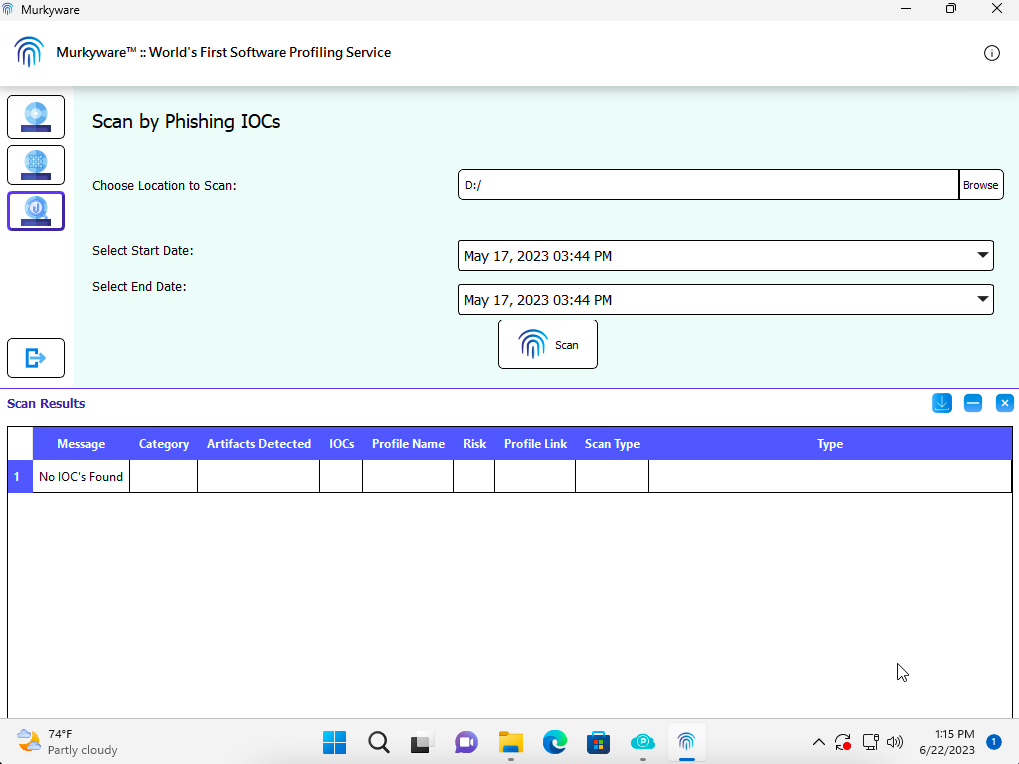 Murkyware
Murkyware™ :: World's First Software Profiling Service
Scan by Phishing IOCs
Choose Location to Scan:
D:/
Browse
Select Start Date:
May 17, 2023 03:44 PM
Select End Date:
May 17, 2023 03:44 PM
Scan
Scan Results
Message Category Artifacts Detected IOCs Profile Name Risk Profile Link Scan Type Type
1 No IOC's Found
74°F
Partly cloudy
1:15 PM
6/22/2023
1